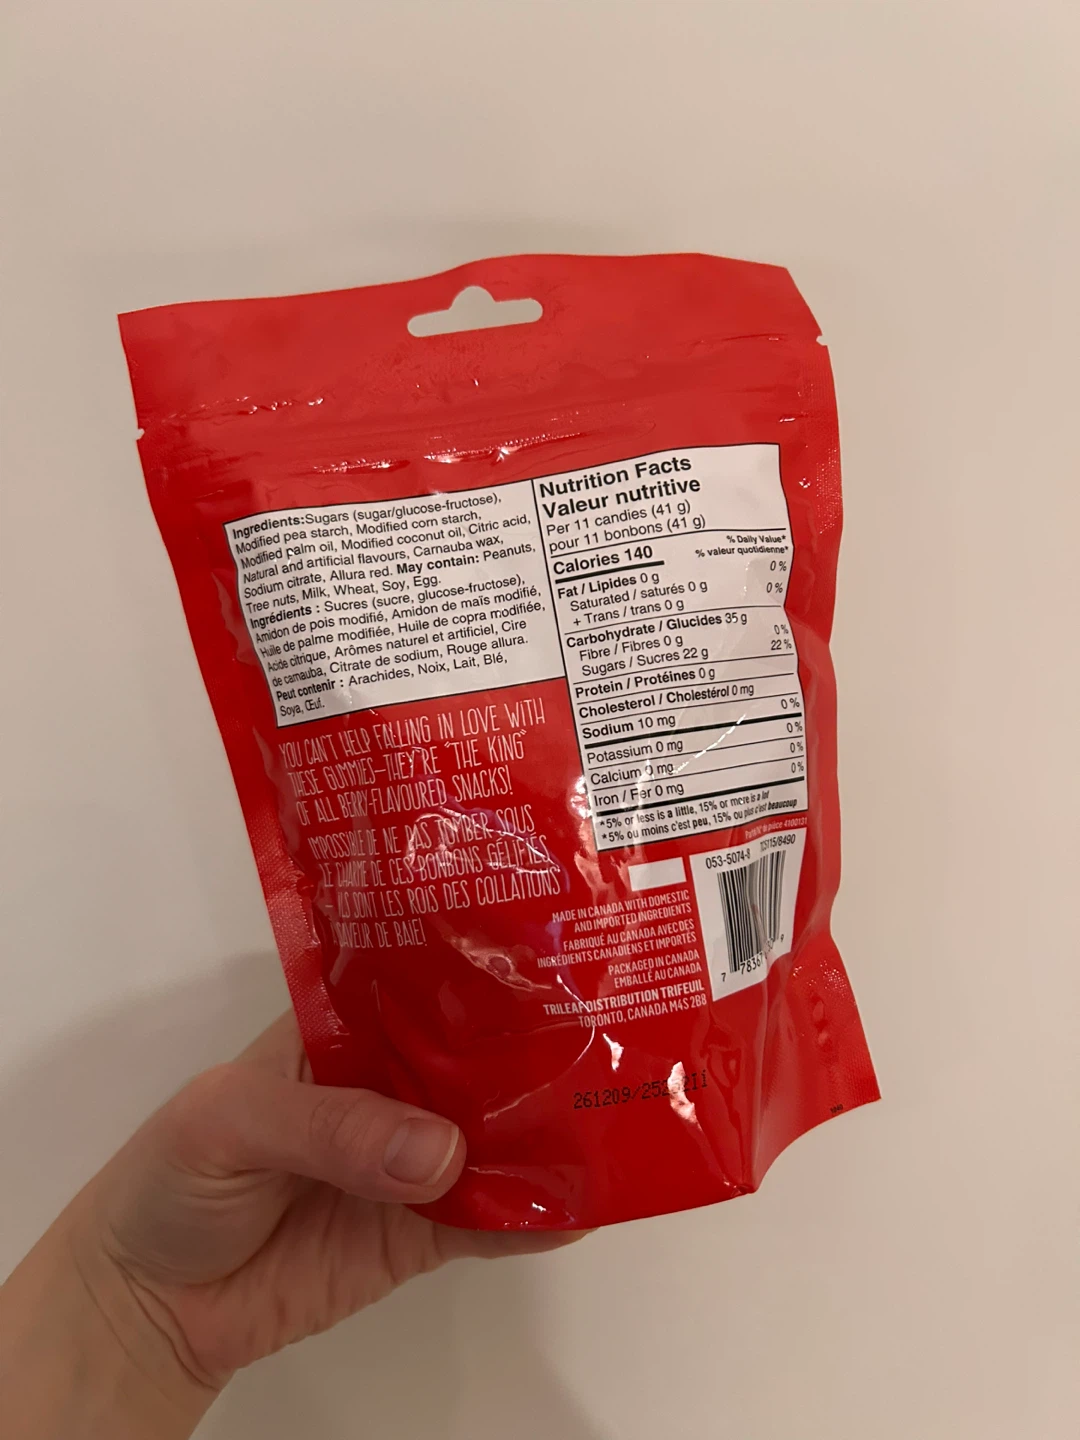 Ingredients:Sugars (sugar/glucose-fructose),
Modified pea starch, Modified corn starch,
Modified palm oil, Modified coconut oil, Citric acid,
Natural and artificial flavours, Carnauba wax,
Sodium citrate, Allura red. May contain: Peanuts,
Tree nuts, Milk, Wheat, Soy, Egg.
Ingrédients : Sucres (sucre, glucose-fructose),
Amidon de pois modifié, Amidon de maïs modifié,
Huile de palme modifiée, Huile de copra modifiée,
Acide citrique, Arômes naturel et artificiel, Cire
de carnauba, Citrate de sodium, Rouge allura.
Peut contenir : Arachides, Noix, Lait, Blé,
Soya, Œuf.
Nutrition Facts
Valeur nutritive
Per 11 candies (41 g)
pour 11 bonbons (41 g)
Calories 140
% Daily Value*
% valeur quotidienne*
Fat / Lipides 0 g 0 %
Saturated / saturés 0 g 0 %
+ Trans / trans 0 g
Carbohydrate / Glucides 35 g
Fibre / Fibres 0 g 0 %
Sugars / Sucres 22 g 22 %
Protein / Protéines 0 g
Cholesterol / Cholestérol 0 mg
Sodium 10 mg 0 %
Potassium 0 mg 0 %
Calcium 0 mg 0 %
Iron / Fer 0 mg 0 %
*5% or less is a little, 15% or more is a lot
*5% ou moins c'est peu, 15% ou plus c'est beaucoup
YOU CAN'T HELP FALLING IN LOVE WITH
THESE GUMMIES—THEY'RE "THE KING"
OF ALL BERRY-FLAVOURED SNACKS!
IMPOSSIBLE DE NE PAS TOMBER SOUS
LE CHARME DE CES BONBONS GÉLIFIÉS
– ILS SONT LES ROIS DES COLLATIONS
SAVEUR DE BAIE!
de pièce 4100131
053-5074-8 TCST15/8490
7 78367
9
MADE IN CANADA WITH DOMESTIC
AND IMPORTED INGREDIENTS
FABRIQUÉ AU CANADA AVEC DES
INGRÉDIENTS CANADIENS ET IMPORTÉS
PACKAGED IN CANADA
EMBALLÉ AU CANADA
TRILEAF DISTRIBUTION TRIFEUIL
TORONTO, CANADA M4S 2B8
261209/252